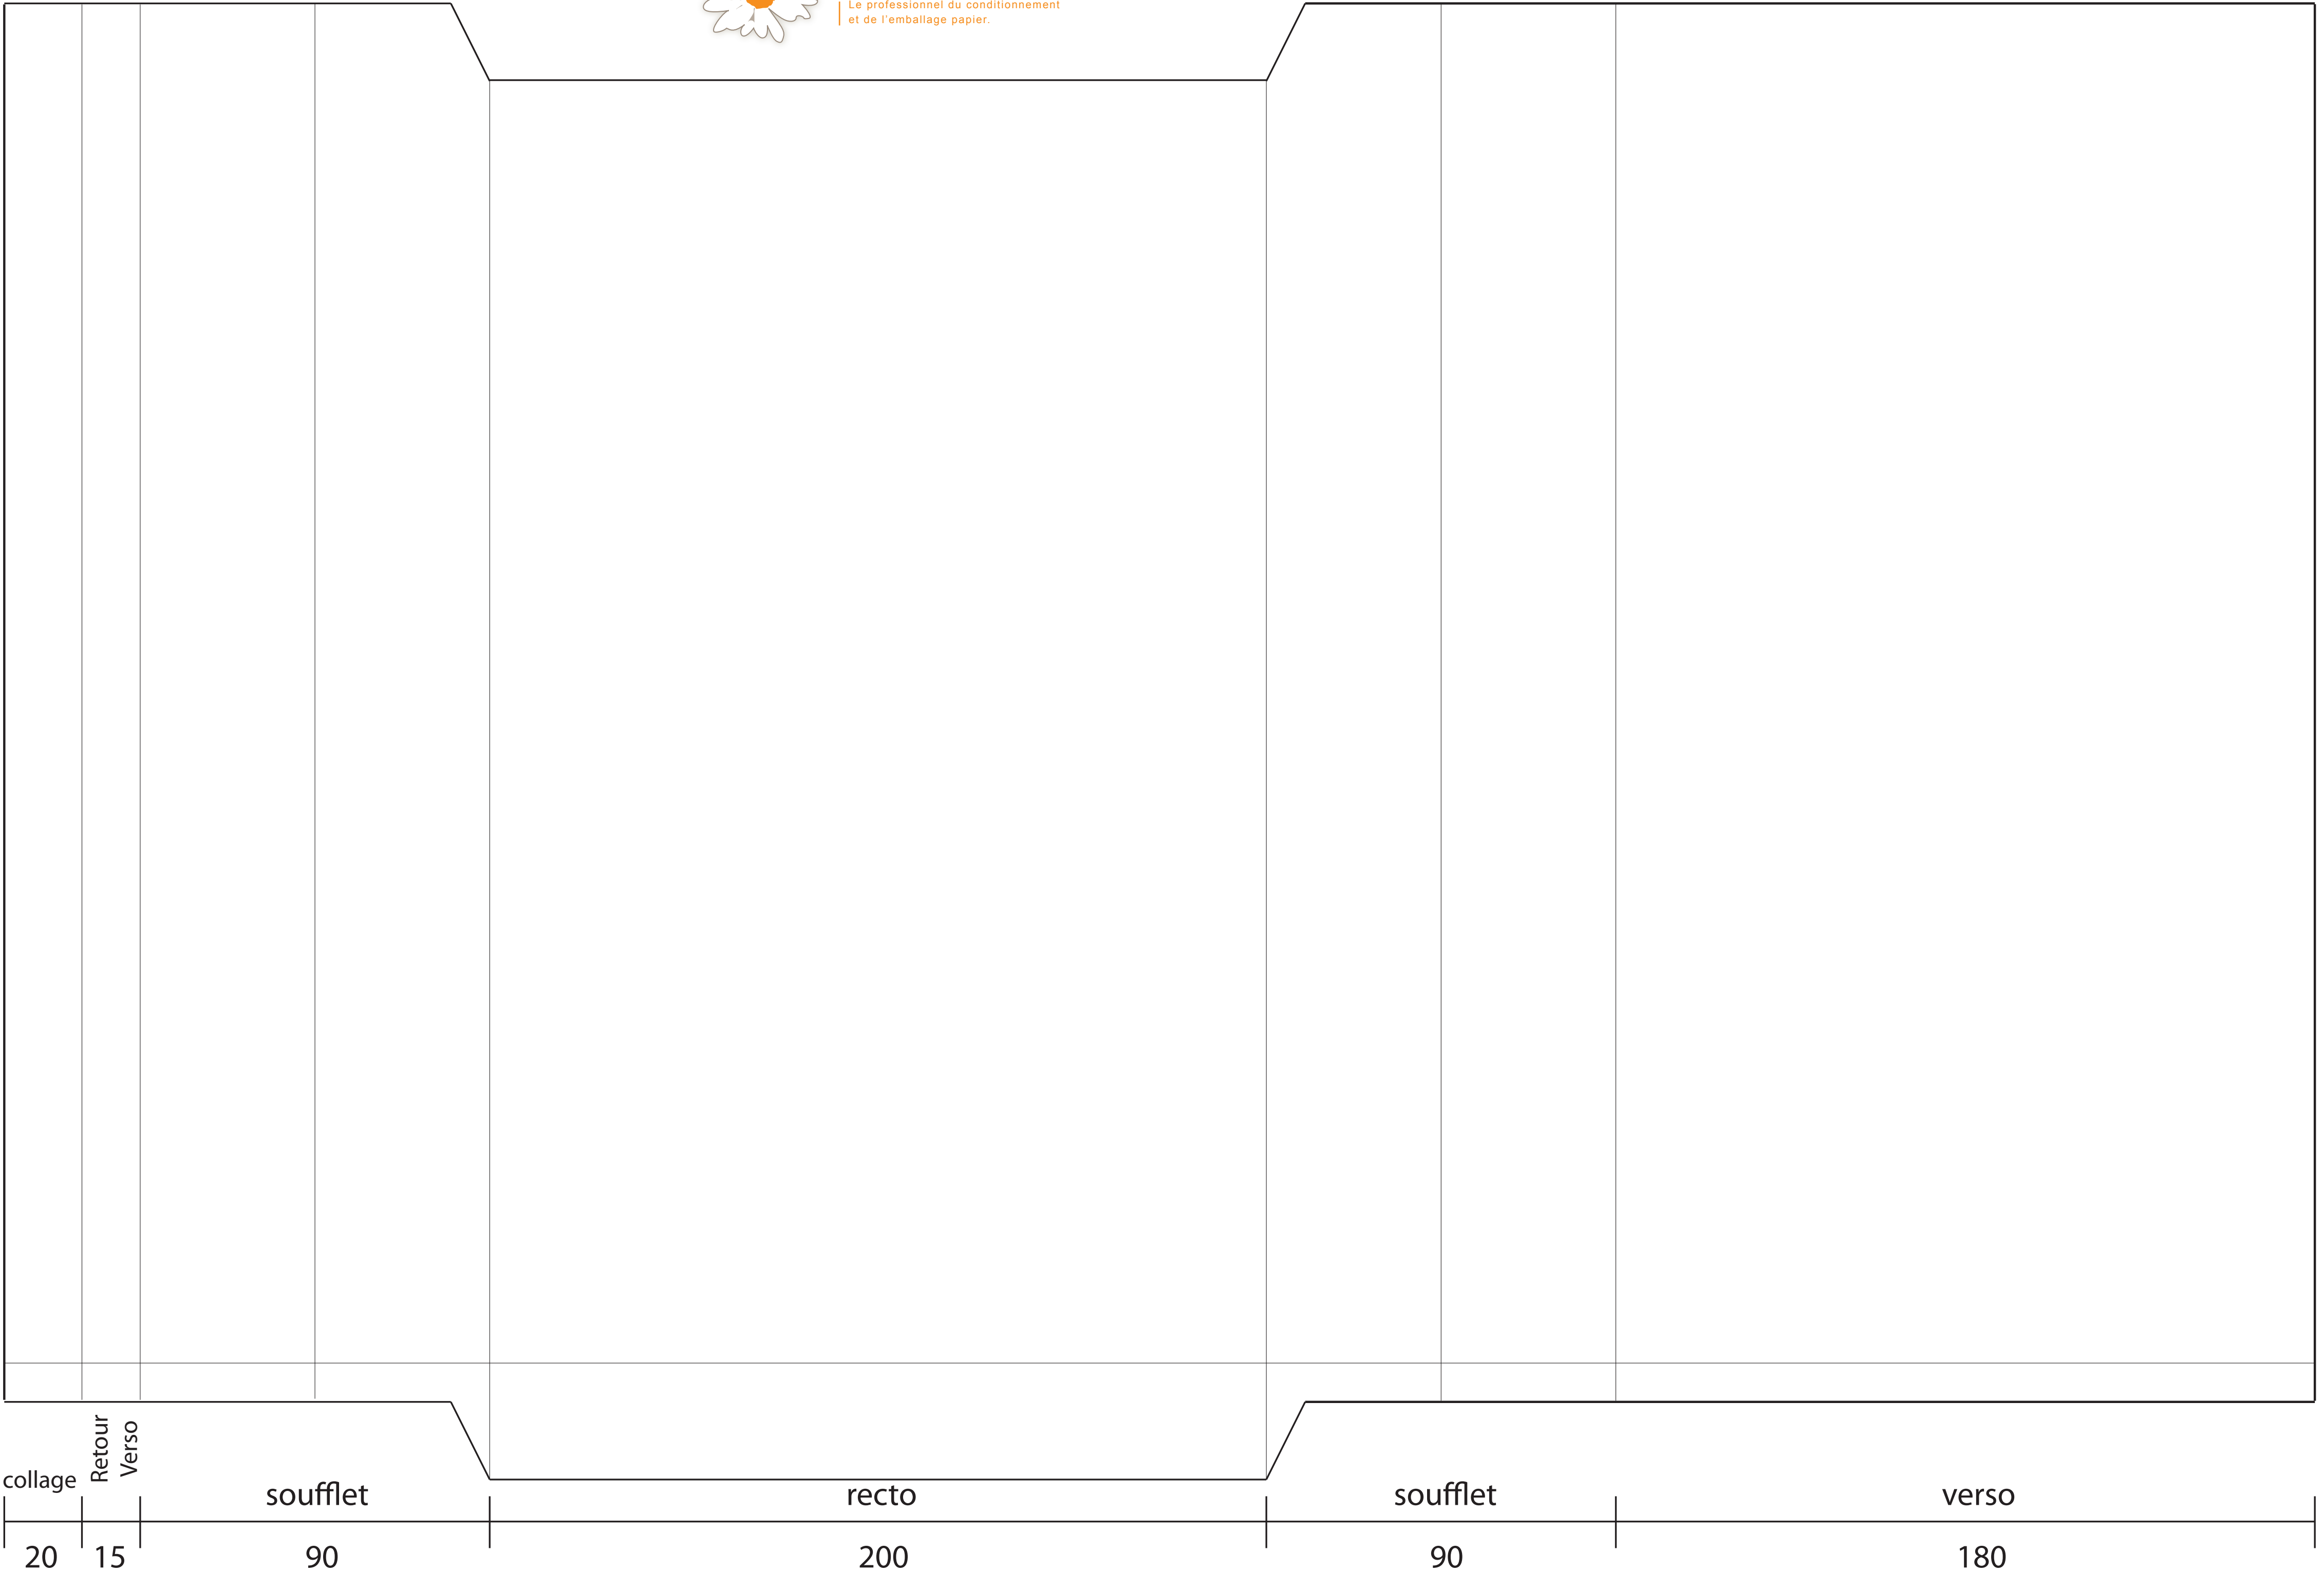 Le professionnel du conditionnement
et de l'emballage papier.
Retour
Verso
collage
soufflet
recto
soufflet
verso
20
15
90
200
90
180